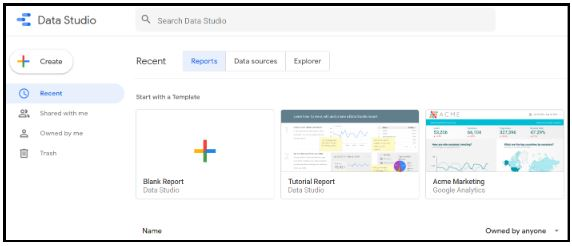 Data Studio
Search Data Studio
Create
Recent
Shared with me
Owned by me
Trash
Recent
Reports
Data sources
Explorer
Start with a Template
Blank Report
Data Studio
Tutorial Report
Data Studio
ACME
Acme Marketing
Google Analytics
Name
Owned by anyone